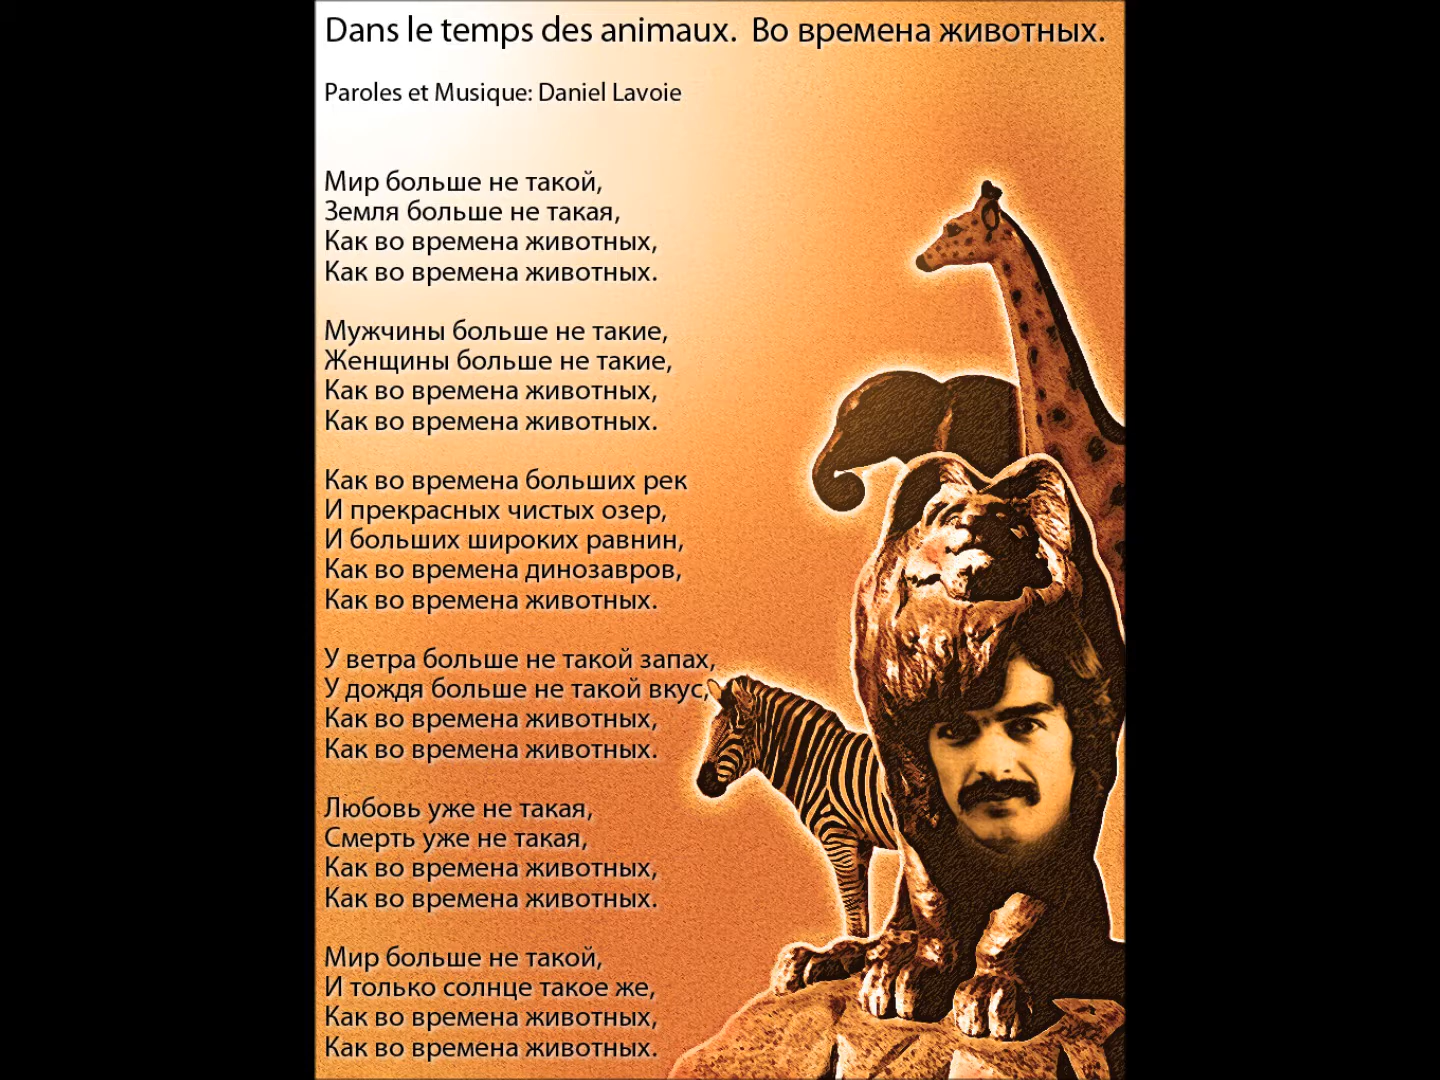 Dans le temps des animaux. Во времена животных.
Paroles et Musique: Daniel Lavoie
Мир больше не такой,
Земля больше не такая,
Как во времена животных,
Как во времена животных.
Мужчины больше не такие,
Женщины больше не такие,
Как во времена животных,
Как во времена животных.
Как во времена больших рек
И прекрасных чистых озер,
И больших широких равнин,
Как во времена динозавров,
Как во времена животных.
У ветра больше не такой запах,
У дождя больше не такой вкус,
Как во времена животных,
Как во времена животных.
Любовь уже не такая,
Смерть уже не такая,
Как во времена животных,
Как во времена животных.
Мир больше не такой,
И только солнце такое же,
Как во времена животных,
Как во времена животных.